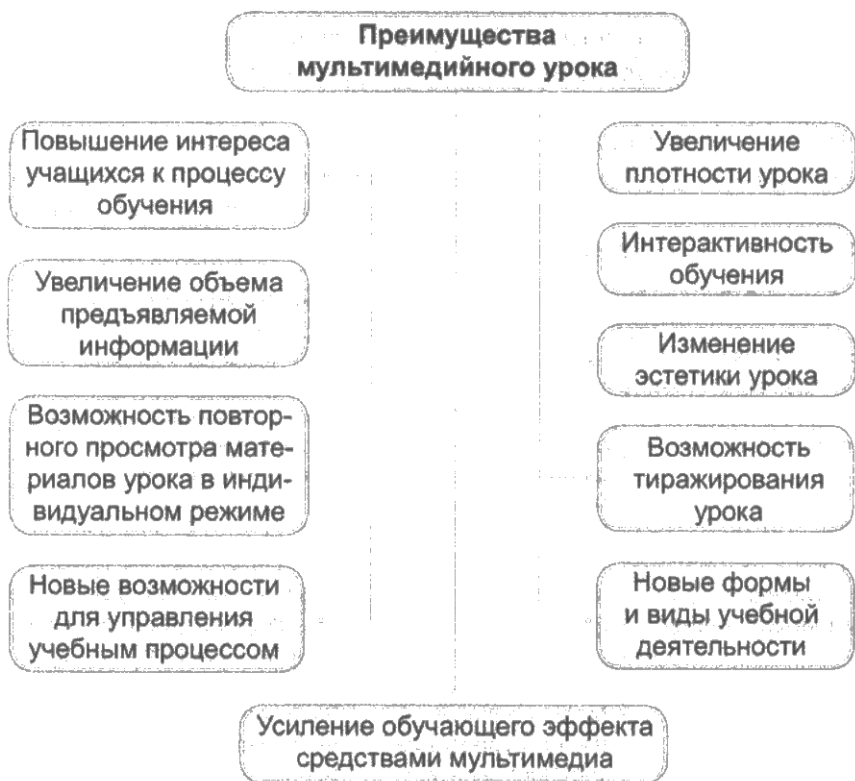 Преимущества
мультимедийного урока
Повышение интереса
учащихся к процессу
обучения
Увеличение объема
предъявляемой
информации
Возможность повтор-
ного просмотра мате-
риалов урока в инди-
видуальном режиме
Новые возможности
для управления
учебным процессом
Увеличение
плотности урока
Интерактивность
обучения
Изменение
эстетики урока
Возможность
тиражирования
урока
Новые формы
и виды учебной
деятельности
Усиление обучающего эффекта
средствами мультимедиа